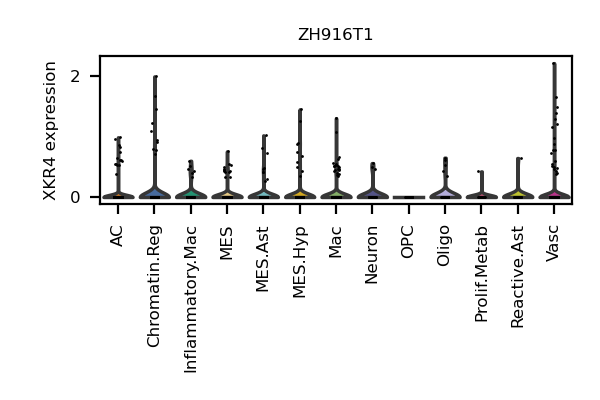 ZH916T1
XKR4 expression
2
0
AC
Chromatin.Reg
Inflammatory.Mac
MES
MES.Ast
MES.Hyp
Mac
Neuron
OPC
Oligo
Prolif.Metab
Reactive.Ast
Vasc